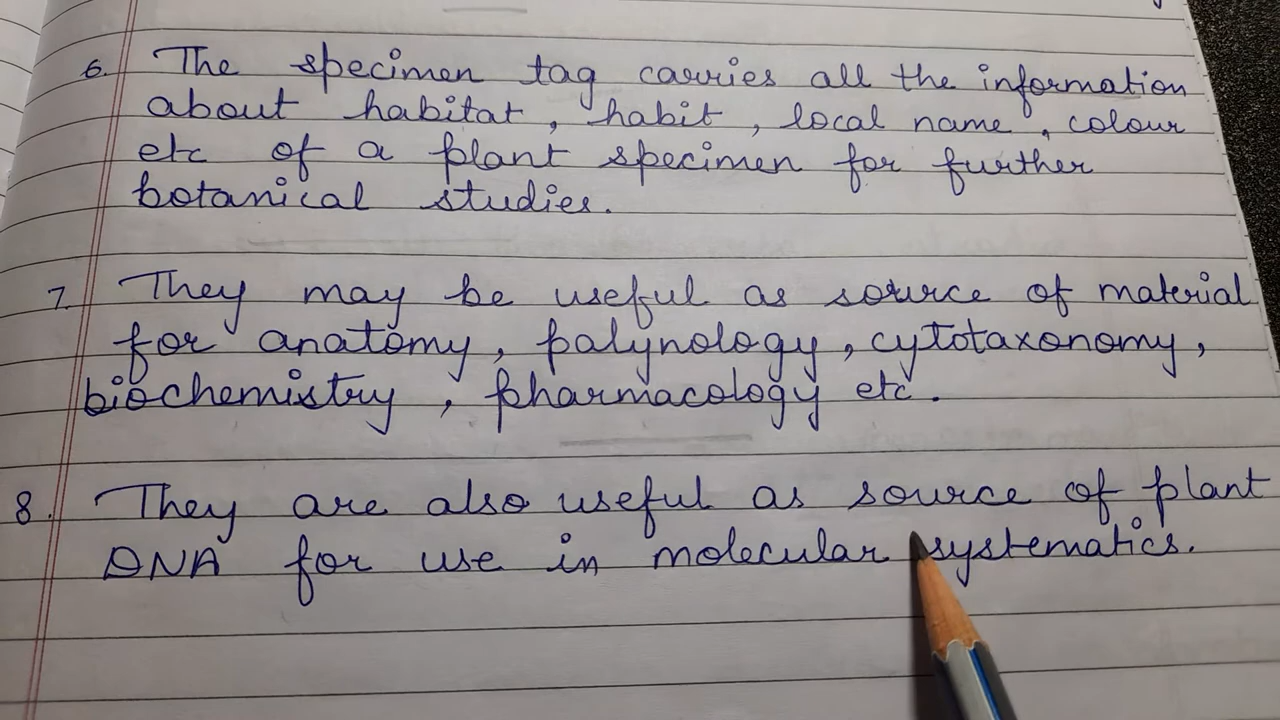 6. The specimen tag carries all the information
about habitat, habit, local name, colour
etc of a plant specimen for further
botanical studies.
7. They may be useful as source of material
for anatomy, palynology, cytotaxonomy,
biochemistry, pharmacology etc.
8. They are also useful as source of plant
DNA for use in molecular systematics.